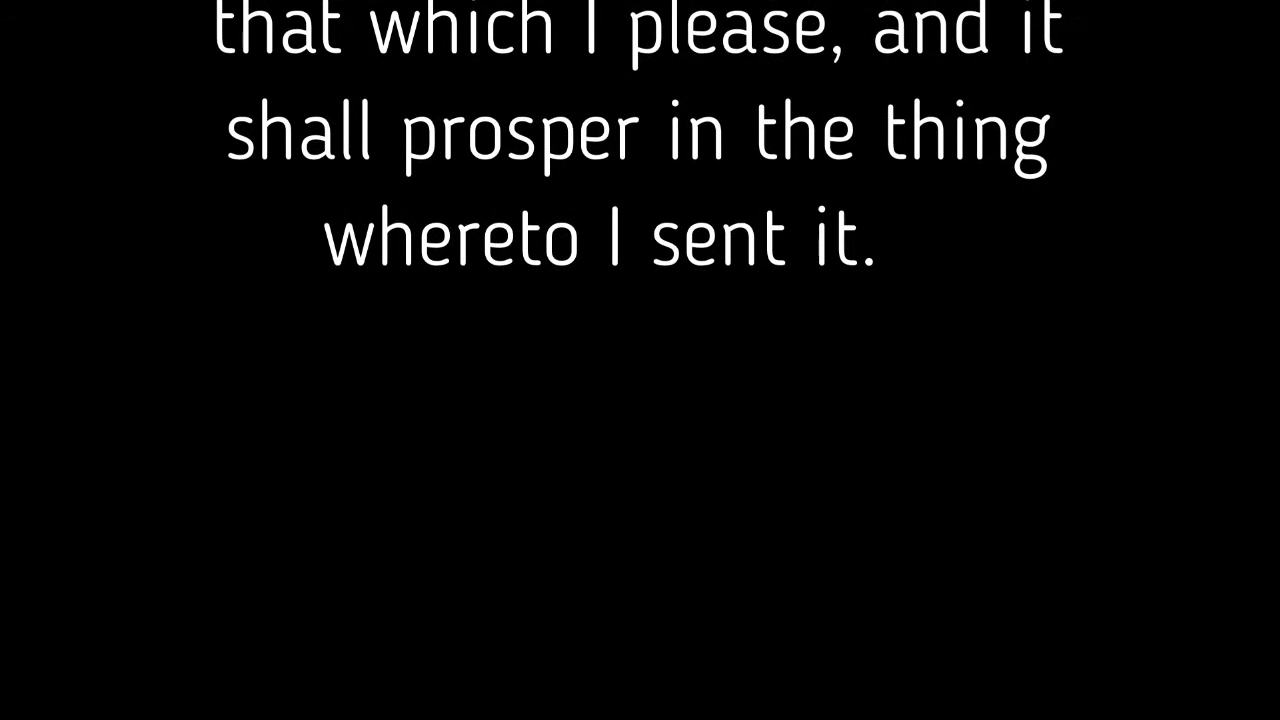 that which I please, and it
shall prosper in the thing
whereto I sent it.